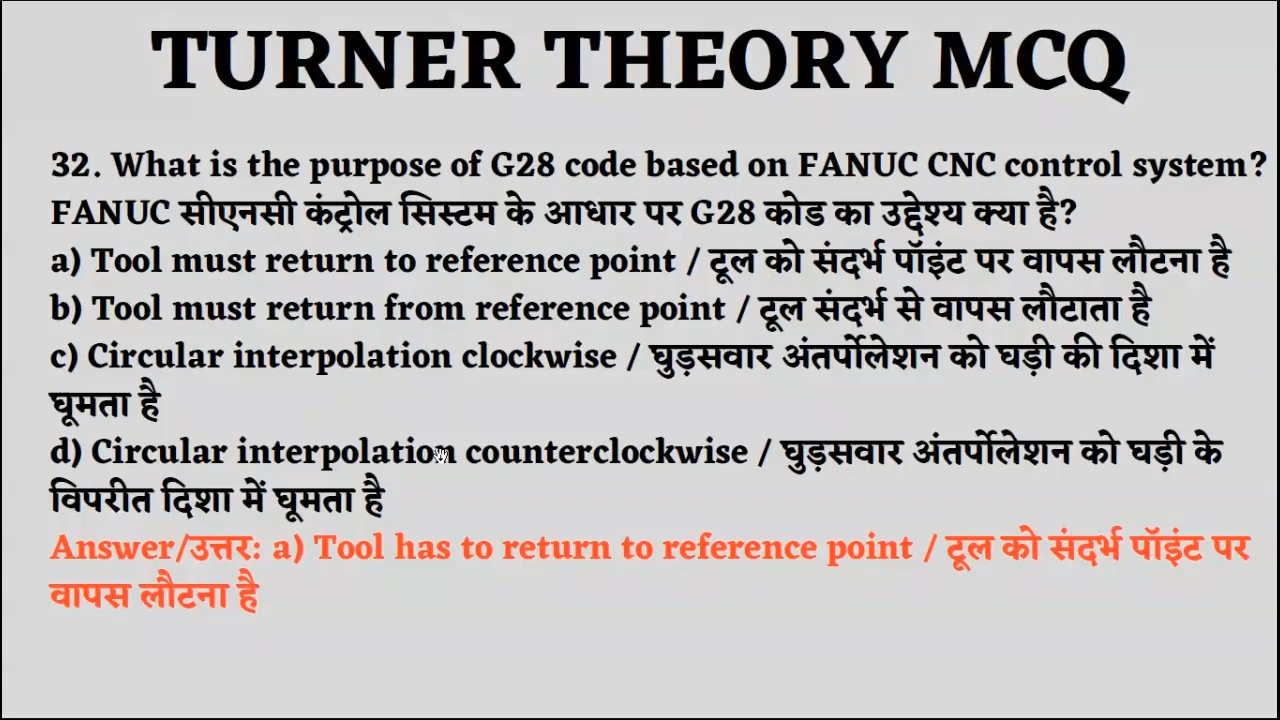 TURNER THEORY MCQ
32. What is the purpose of G28 code based on FANUC CNC control system?
FANUC सीएनसी कंट्रोल सिस्टम के आधार पर G28 कोड का उद्देश्य क्या है?
a) Tool must return to reference point / टूल को संदर्भ पॉइंट पर वापस लौटना है
b) Tool must return from reference point / टूल संदर्भ से वापस लौटाता है
c) Circular interpolation clockwise / घुड़सवार अंतर्पोलेशन को घड़ी की दिशा में
घूमता है
d) Circular interpolation counterclockwise / घुड़सवार अंतर्पोलेशन को घड़ी के
विपरीत दिशा में घूमता है
Answer/उत्तर: a) Tool has to return to reference point / टूल को संदर्भ पॉइंट पर
वापस लौटना है